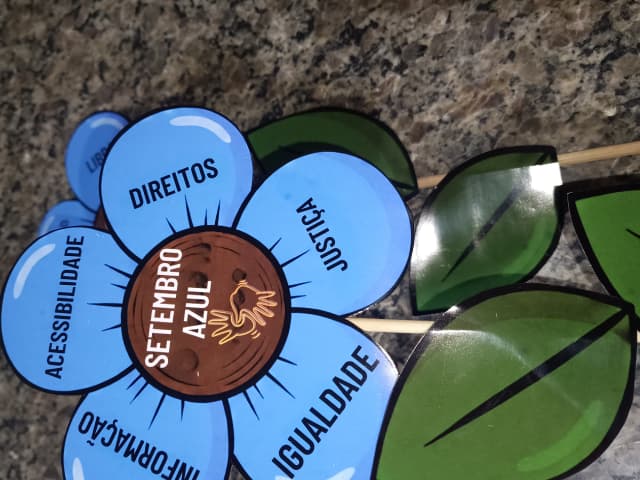 SETEMBRO
AZUL
DIREITOS
JUSTIÇA
IGUALDADE
INFORMAÇÃO
ACESSIBILIDADE